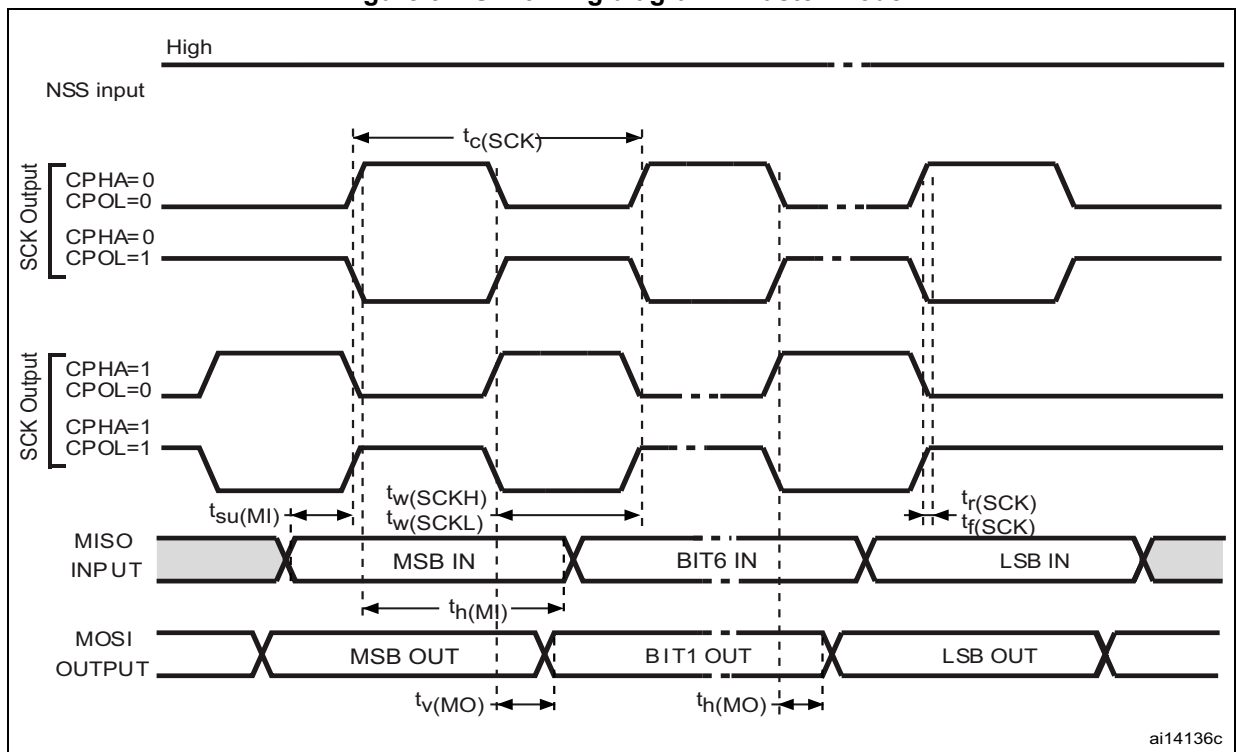 High
NSS input
tc(SCK)
SCK Output
CPHA=0
CPOL=0
CPHA=0
CPOL=1
SCK Output
CPHA=1
CPOL=0
CPHA=1
CPOL=1
tsu(MI)
tw(SCKH)
tw(SCKL)
tr(SCK)
tf(SCK)
MISO
INPUT
MSB IN
BIT6 IN
LSB IN
th(MI)
MOSI
OUTPUT
MSB OUT
BIT1 OUT
LSB OUT
tv(MO)
th(MO)
ai14136c